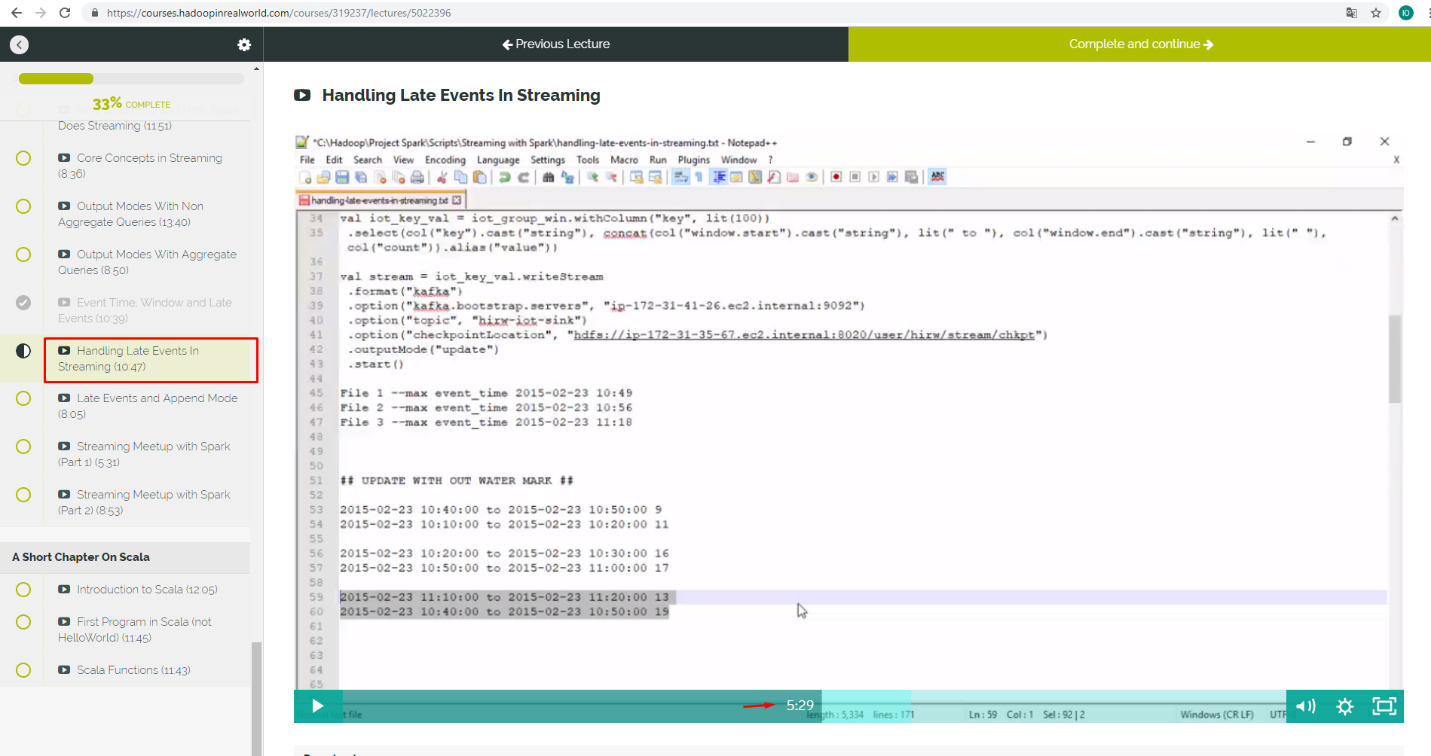 https://courses.hadoopinrealworld.com/courses/319237/lectures/5022396
Previous Lecture
Complete and continue
33% COMPLETE
Does Streaming (11:51)
Core Concepts in Streaming
(8:36)
Output Modes With Non
Aggregate Queries (13:40)
Output Modes With Aggregate
Queries (8:50)
Event Time, Window and Late
Events (10:39)
Handling Late Events In
Streaming (10:47)
Late Events and Append Mode
(8:05)
Streaming Meetup with Spark
(Part 1) (5:31)
Streaming Meetup with Spark
(Part 2) (8:53)
A Short Chapter On Scala
Introduction to Scala (12:05)
First Program in Scala (not
HelloWorld) (11:45)
Scala Functions (11:43)
Handling Late Events In Streaming
*C:\Hadoop\Project Spark\Scripts\Streaming with Spark\handling-late-events-in-streaming.txt - Notepad++
File Edit Search View Encoding Language Settings Tools Macro Run Plugins Window ?
X
handling-late-events-in-streaming.txt
34 val iot_key_val = iot_group_win.withColumn("key", lit(100))
35 .select(col("key").cast("string"), concat(col("window.start").cast("string"), lit(" to "), col("window.end").cast("string"), lit(" "),
col("count")).alias("value"))
36
37 val stream = iot_key_val.writeStream
38 .format("kafka")
39 .option("kafka.bootstrap.servers", "ip-172-31-41-26.ec2.internal:9092")
40 .option("topic", "hirw-iot-sink")
41 .option("checkpointLocation", "hdfs://ip-172-31-35-67.ec2.internal:8020/user/hirw/stream/chkpt")
42 .outputMode("update")
43 .start()
44
45 File 1 --max event_time 2015-02-23 10:49
46 File 2 --max event_time 2015-02-23 10:56
47 File 3 --max event_time 2015-02-23 11:18
48
49
50
51 ## UPDATE WITH OUT WATER MARK ##
52
53 2015-02-23 10:40:00 to 2015-02-23 10:50:00 9
54 2015-02-23 10:10:00 to 2015-02-23 10:20:00 11
55
56 2015-02-23 10:20:00 to 2015-02-23 10:30:00 16
57 2015-02-23 10:50:00 to 2015-02-23 11:00:00 17
58
59 2015-02-23 11:10:00 to 2015-02-23 11:20:00 13
60 2015-02-23 10:40:00 to 2015-02-23 10:50:00 19
61
62
63
64
65
5:29
text file
length : 5,334 lines : 171
Ln : 59 Col : 1 Sel : 92 | 2
Windows (CR LF)
UTF